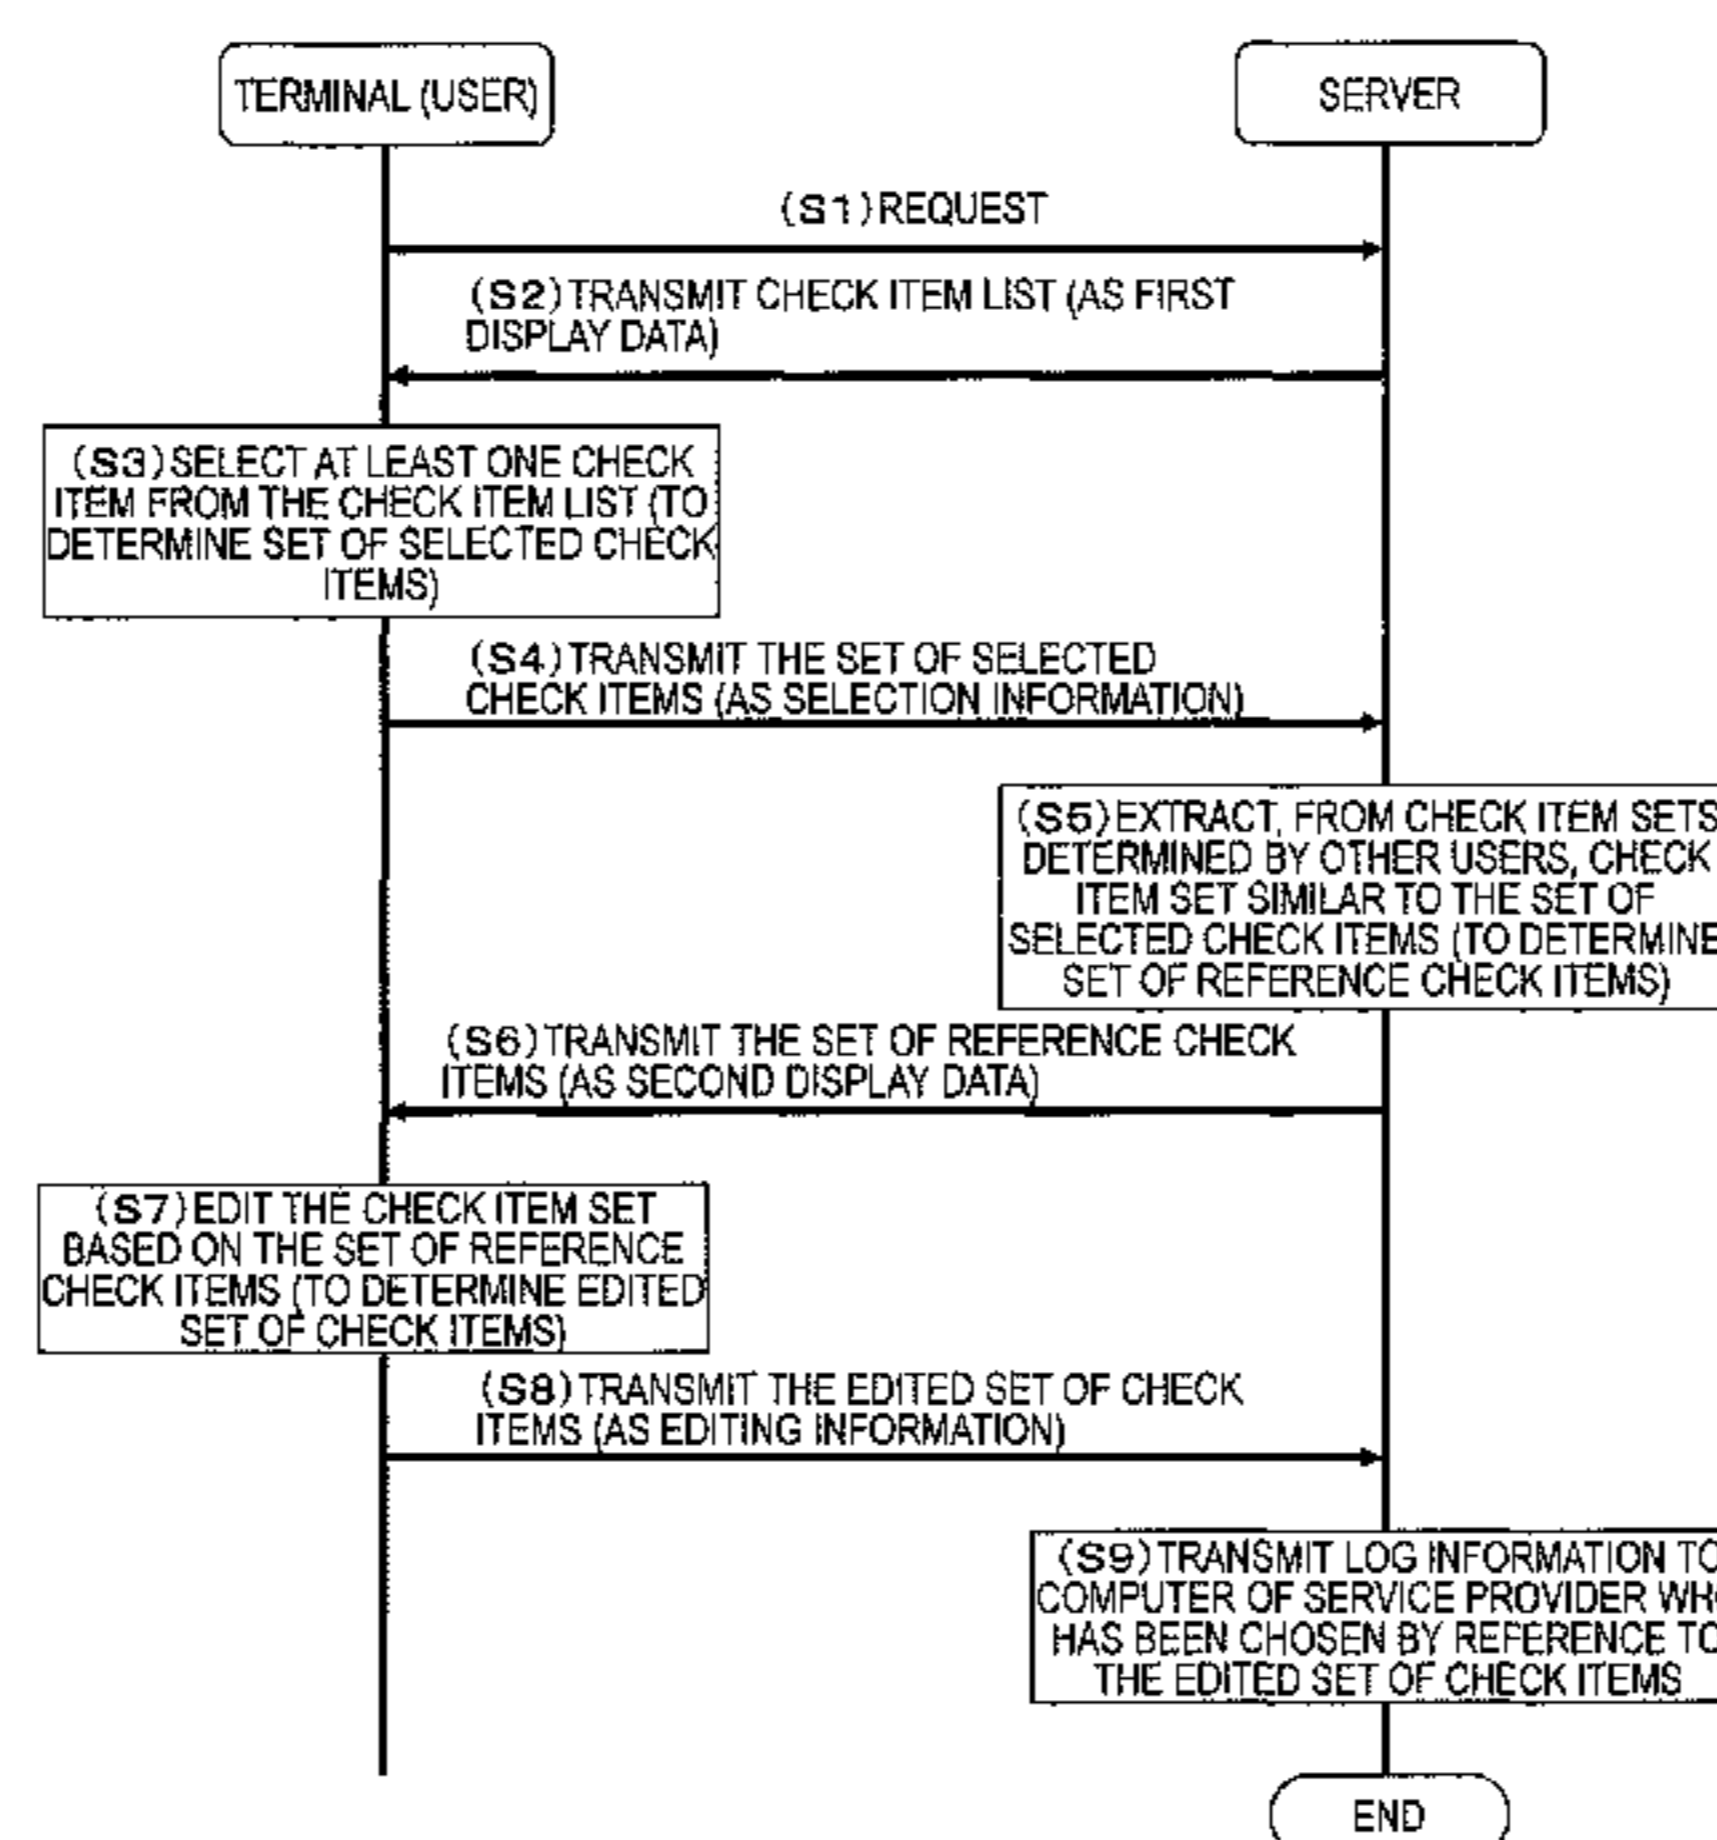 TERMINAL (USER)
SERVER
(S1) REQUEST
(S2) TRANSMIT CHECK ITEM LIST (AS FIRST
DISPLAY DATA)
(S3) SELECT AT LEAST ONE CHECK
ITEM FROM THE CHECK ITEM LIST (TO
DETERMINE SET OF SELECTED CHECK
ITEMS)
(S4) TRANSMIT THE SET OF SELECTED
CHECK ITEMS (AS SELECTION INFORMATION)
(S5) EXTRACT, FROM CHECK ITEM SETS
DETERMINED BY OTHER USERS, CHECK
ITEM SET SIMILAR TO THE SET OF
SELECTED CHECK ITEMS (TO DETERMINE
SET OF REFERENCE CHECK ITEMS)
(S6) TRANSMIT THE SET OF REFERENCE CHECK
ITEMS (AS SECOND DISPLAY DATA)
(S7) EDIT THE CHECK ITEM SET
BASED ON THE SET OF REFERENCE
CHECK ITEMS (TO DETERMINE EDITED
SET OF CHECK ITEMS)
(S8) TRANSMIT THE EDITED SET OF CHECK
ITEMS (AS EDITING INFORMATION)
(S9) TRANSMIT LOG INFORMATION TO
COMPUTER OF SERVICE PROVIDER WHO
HAS BEEN CHOSEN BY REFERENCE TO
THE EDITED SET OF CHECK ITEMS
END